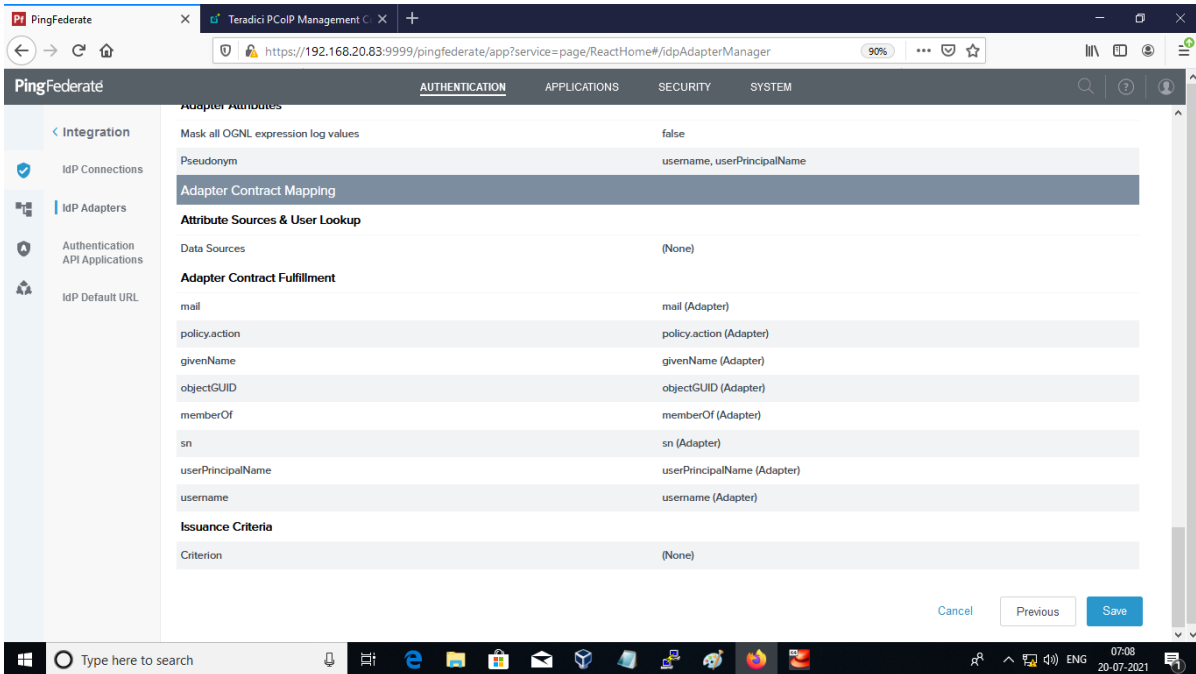 Pf PingFederate
Teradici PCoIP Management C
https://192.168.20.83:9999/pingfederate/app?service=page/ReactHome#/idpAdapterManager
90%
PingFederate
AUTHENTICATION
APPLICATIONS
SECURITY
SYSTEM
Integration
IdP Connections
IdP Adapters
Authentication
API Applications
IdP Default URL
Adapter Attributes
Mask all OGNL expression log values false
Pseudonym username, userPrincipalName
Adapter Contract Mapping
Attribute Sources & User Lookup
Data Sources (None)
Adapter Contract Fulfillment
mail mail (Adapter)
policy.action policy.action (Adapter)
givenName givenName (Adapter)
objectGUID objectGUID (Adapter)
memberOf memberOf (Adapter)
sn sn (Adapter)
userPrincipalName userPrincipalName (Adapter)
username username (Adapter)
Issuance Criteria
Criterion (None)
Cancel
Previous
Save
Type here to search
ENG
07:08
20-07-2021